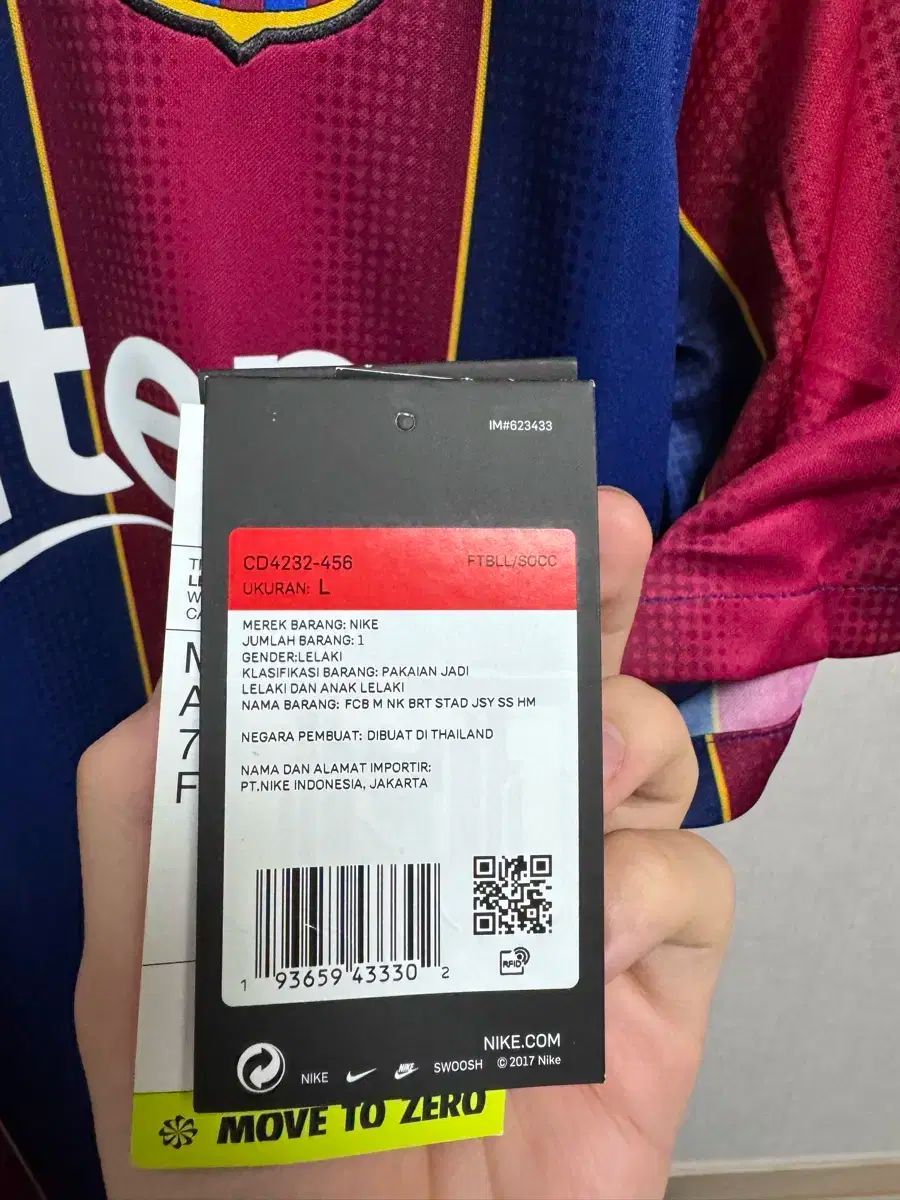 ten
IM#623433
CD4232-456 FTBLL/SOCC
UKURAN: L
MEREK BARANG: NIKE
JUMLAH BARANG: 1
GENDER:LELAKI
KLASIFIKASI BARANG: PAKAIAN JADI
LELAKI DAN ANAK LELAKI
NAMA BARANG: FCB M NK BRT STAD JSY SS HM
NEGARA PEMBUAT: DIBUAT DI THAILAND
NAMA DAN ALAMAT IMPORTIR:
PT.NIKE INDONESIA, JAKARTA
1 93659 43330 2
RFID
NIKE.COM
NIKE NIKE SWOOSH © 2017 Nike
MOVE TO ZERO